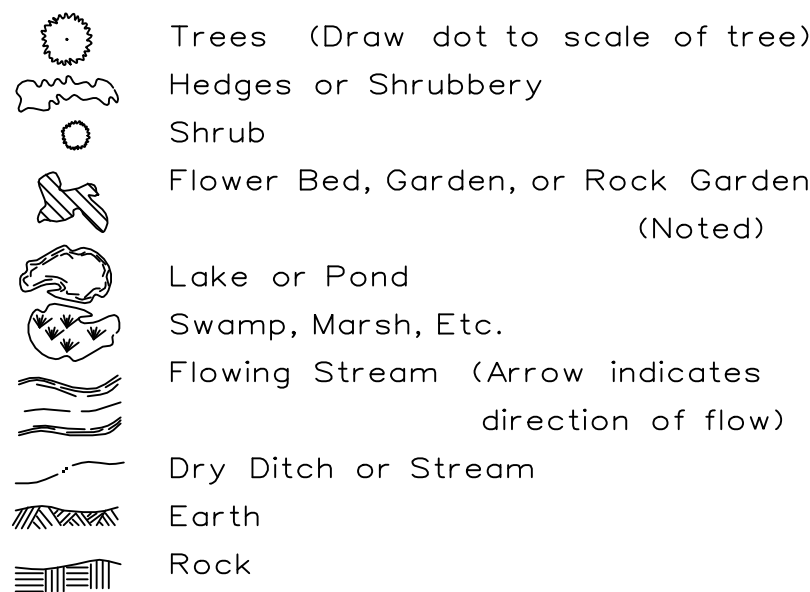 Trees (Draw dot to scale of tree)
Hedges or Shrubbery
Shrub
Flower Bed, Garden, or Rock Garden
(Noted)
Lake or Pond
Swamp, Marsh, Etc.
Flowing Stream (Arrow indicates
direction of flow)
Dry Ditch or Stream
Earth
Rock